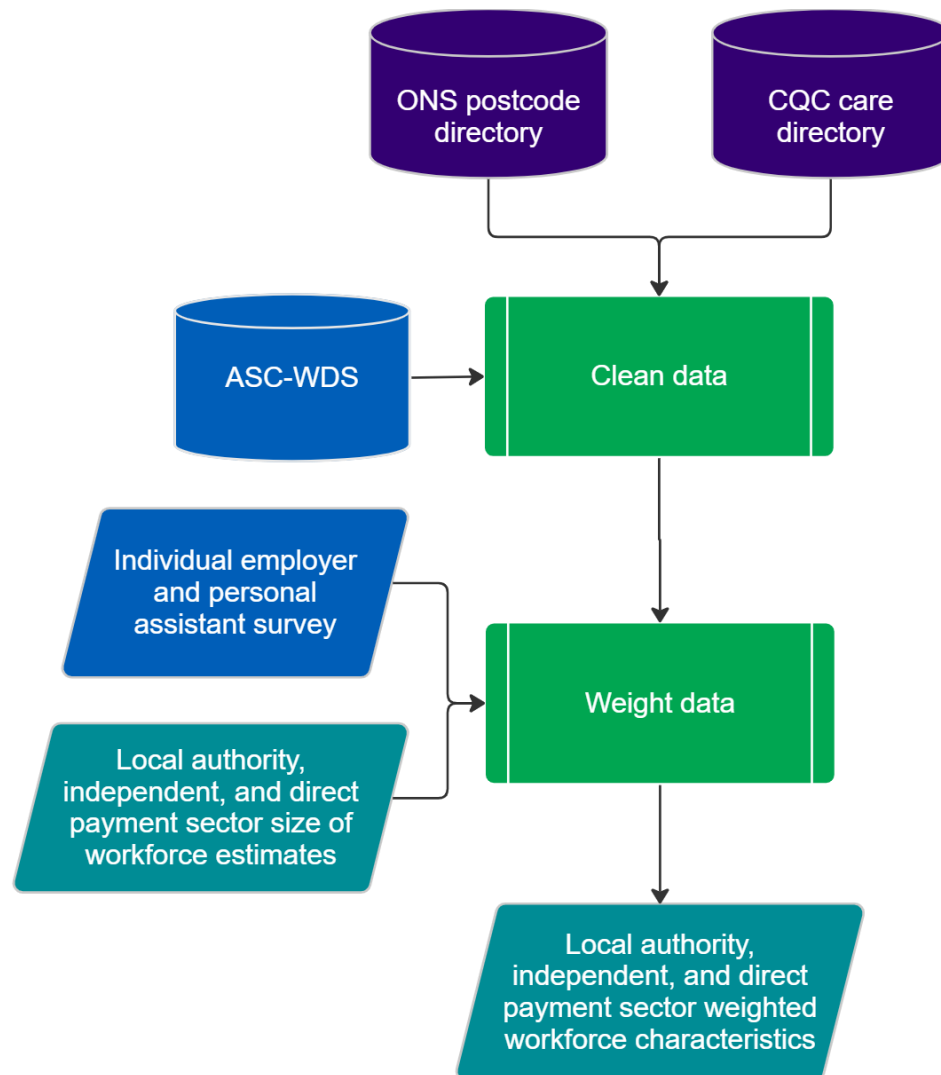 ONS postcode
directory
CQC care
directory
ASC-WDS
Clean data
Individual employer
and personal
assistant survey
Weight data
Local authority,
independent, and direct
payment sector size of
workforce estimates
Local authority,
independent, and direct
payment sector weighted
workforce characteristics